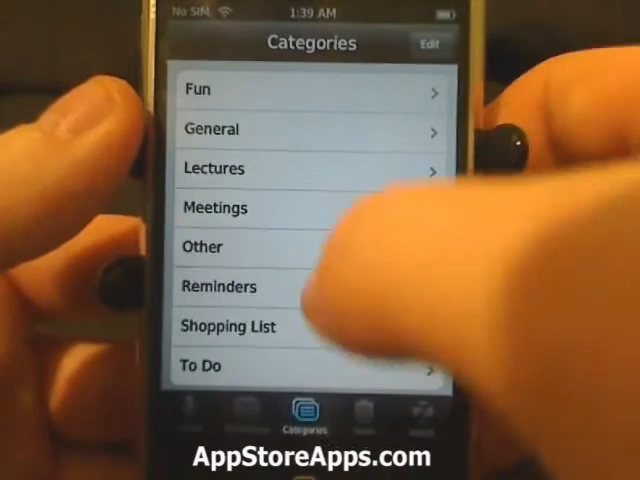 No SIM 1:39 AM
Categories Edit
Fun
General
Lectures
Meetings
Other
Reminders
Shopping List
To Do
Categories
AppStoreApps.com